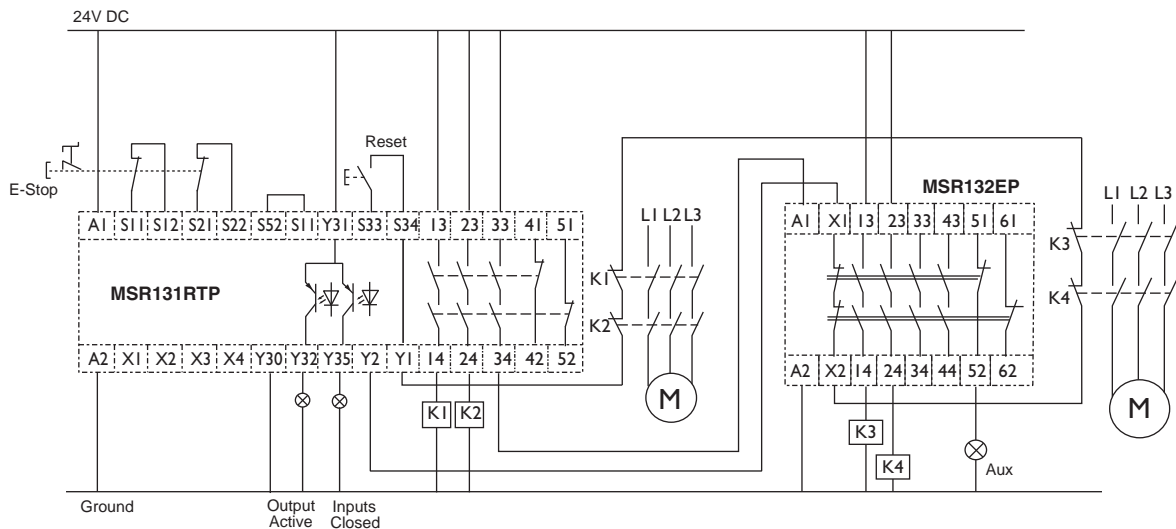 24V DC
Reset
E-Stop
MSR132EP
L1 L2 L3
A1 S11 S12 S21 S22 S52 S11 Y31 S33 S34 13 23 33 41 51
L1 L2 L3
A1 X1 13 23 33 43 51 61
K3
K1
MSR131RTP
K4
K2
A2 X1 X2 X3 X4 Y30 Y32 Y35 Y2 Y1 14 24 34 42 52
A2 X2 14 24 34 44 52 62
K1 K2
M
M
K3
K4
Aux
Ground
Output
Active
Inputs
Closed